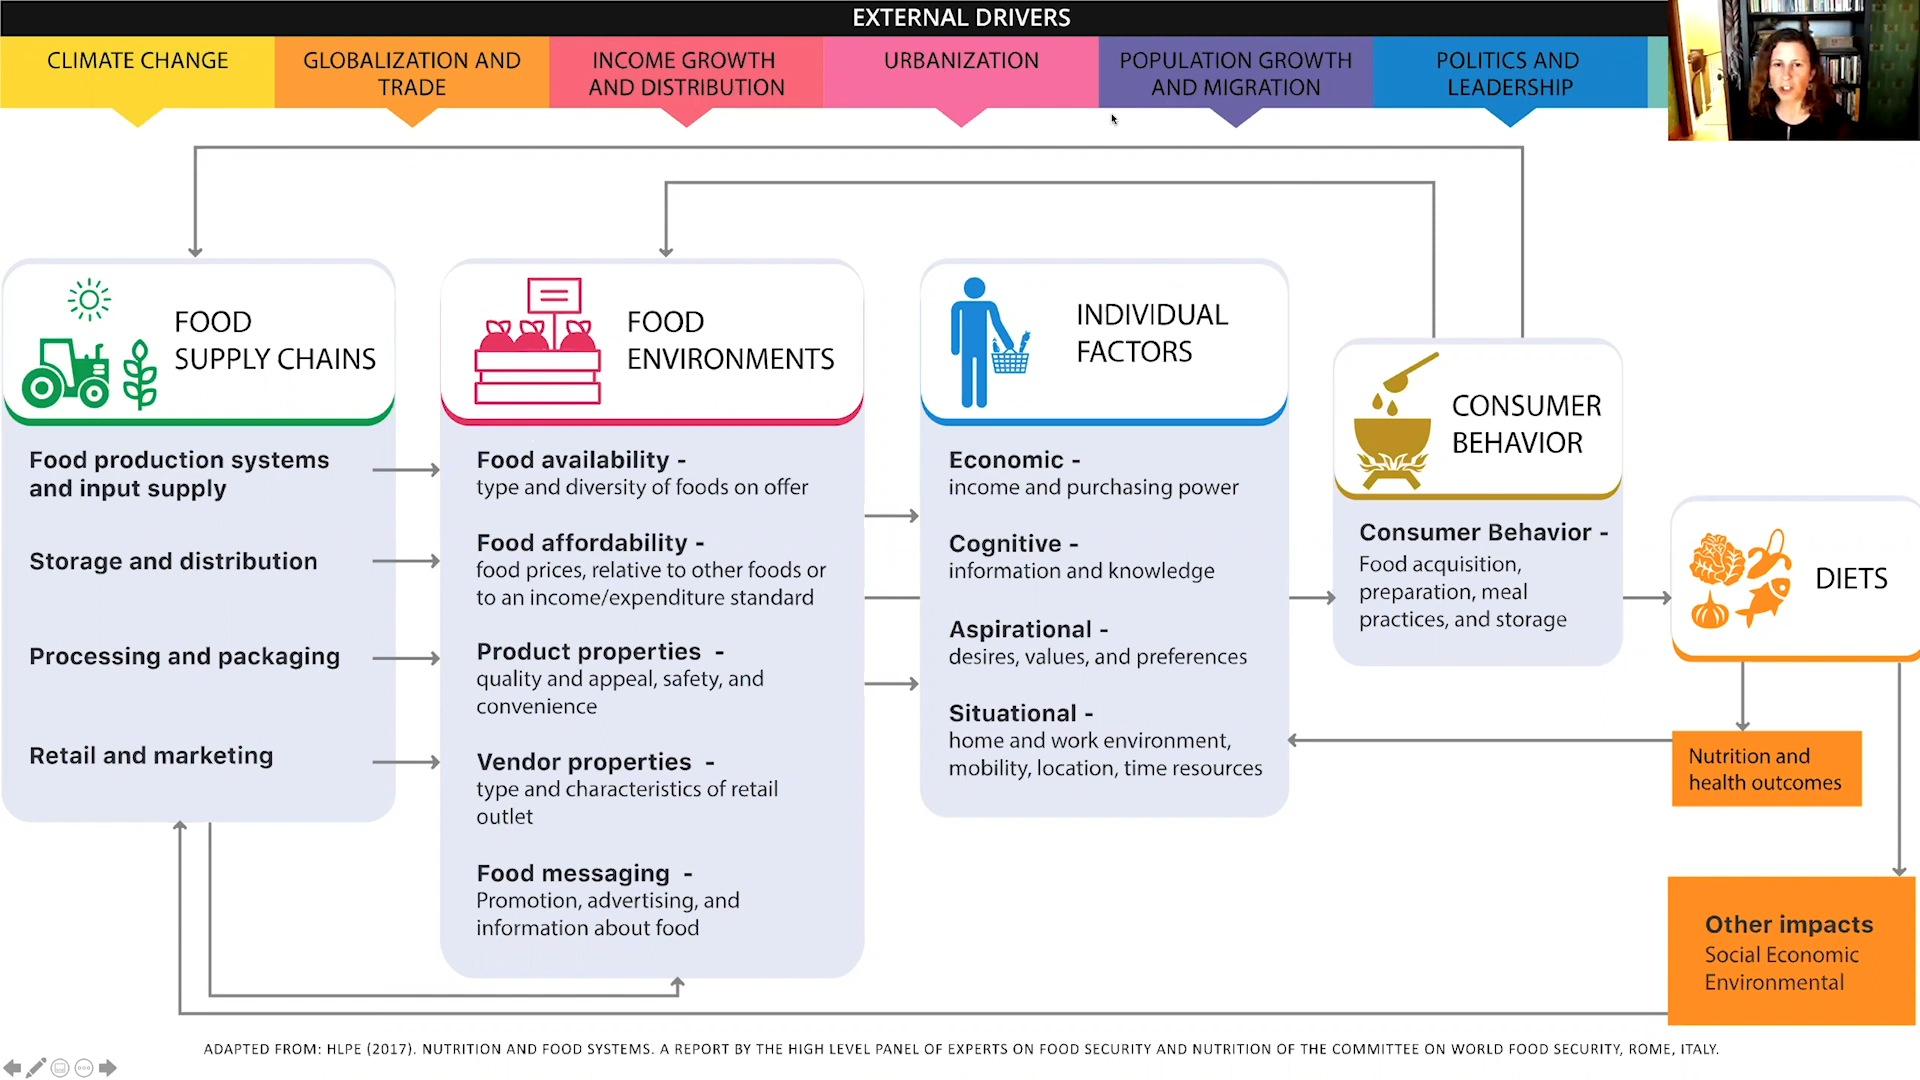 EXTERNAL DRIVERS
CLIMATE CHANGE
GLOBALIZATION AND
TRADE
INCOME GROWTH
AND DISTRIBUTION
URBANIZATION
POPULATION GROWTH
AND MIGRATION
POLITICS AND
LEADERSHIP
FOOD
SUPPLY CHAINS
Food production systems
and input supply
Storage and distribution
Processing and packaging
Retail and marketing
FOOD
ENVIRONMENTS
Food availability -
type and diversity of foods on offer
Food affordability -
food prices, relative to other foods or
to an income/expenditure standard
Product properties -
quality and appeal, safety, and
convenience
Vendor properties -
type and characteristics of retail
outlet
Food messaging -
Promotion, advertising, and
information about food
INDIVIDUAL
FACTORS
Economic -
income and purchasing power
Cognitive -
information and knowledge
Aspirational -
desires, values, and preferences
Situational -
home and work environment,
mobility, location, time resources
CONSUMER
BEHAVIOR
Consumer Behavior -
Food acquisition,
preparation, meal
practices, and storage
DIETS
Nutrition and
health outcomes
Other impacts
Social Economic
Environmental
ADAPTED FROM: HLPE (2017). NUTRITION AND FOOD SYSTEMS. A REPORT BY THE HIGH LEVEL PANEL OF EXPERTS ON FOOD SECURITY AND NUTRITION OF THE COMMITTEE ON WORLD FOOD SECURITY, ROME, ITALY.